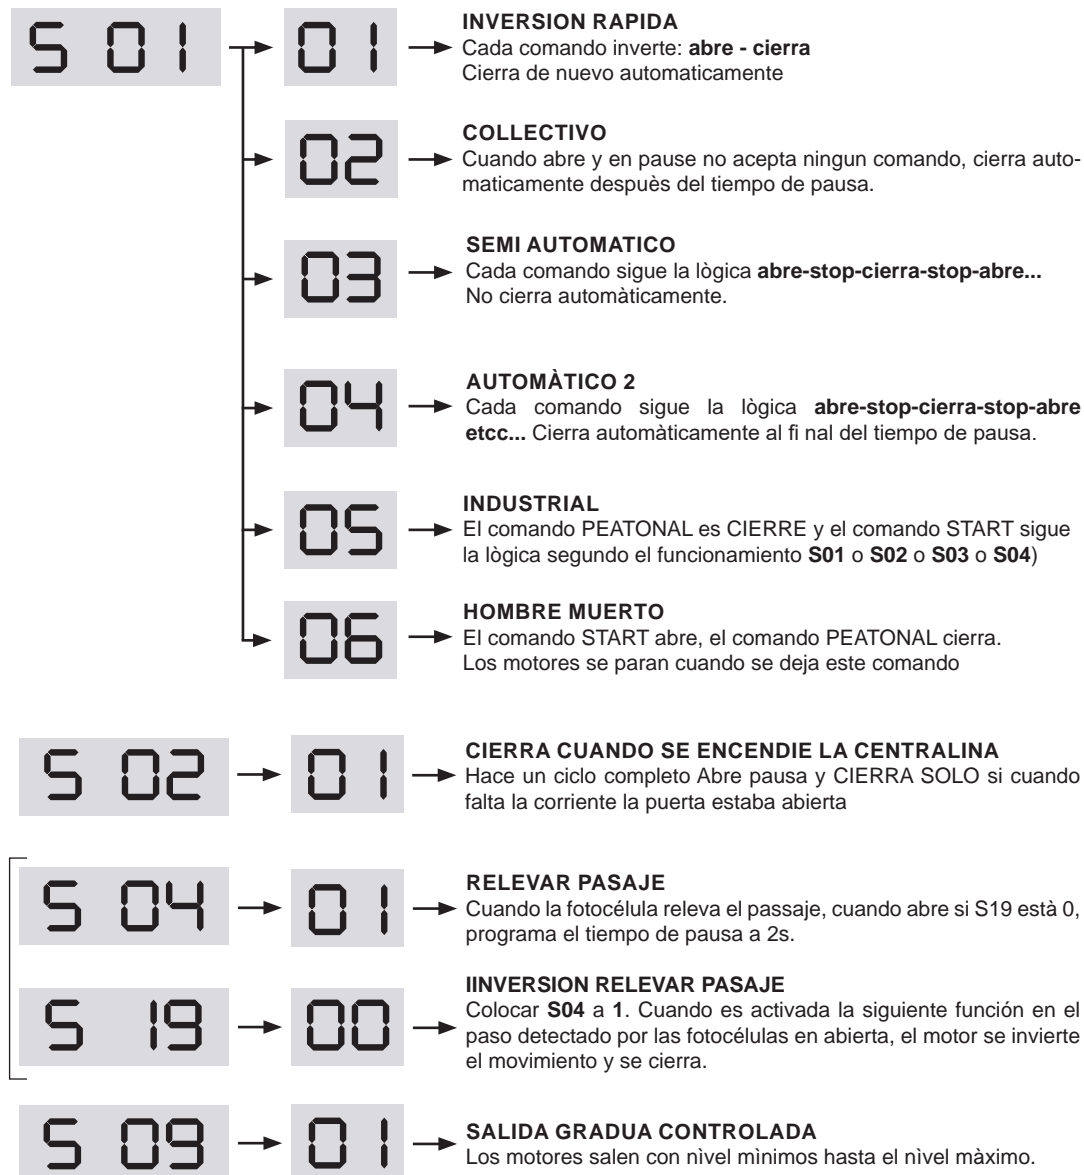 S 01
01
INVERSION RAPIDA
Cada comando inverte: abre - cierra
Cierra de nuevo automaticamente
02
COLLECTIVO
Cuando abre y en pause no acepta ningun comando, cierra auto-
maticamente despuès del tiempo de pausa.
03
SEMI AUTOMATICO
Cada comando sigue la lògica abre-stop-cierra-stop-abre...
No cierra automàticamente.
04
AUTOMÀTICO 2
Cada comando sigue la lògica abre-stop-cierra-stop-abre
etcc... Cierra automàticamente al fi nal del tiempo de pausa.
05
INDUSTRIAL
El comando PEATONAL es CIERRE y el comando START sigue
la lògica segundo el funcionamiento S01 o S02 o S03 o S04)
06
HOMBRE MUERTO
El comando START abre, el comando PEATONAL cierra.
Los motores se paran cuando se deja este comando
S 02
01
CIERRA CUANDO SE ENCENDIE LA CENTRALINA
Hace un ciclo completo Abre pausa y CIERRA SOLO si cuando
falta la corriente la puerta estaba abierta
S 04
01
RELEVAR PASAJE
Cuando la fotocélula releva el passaje, cuando abre si S19 està 0,
programa el tiempo de pausa a 2s.
S 19
00
IINVERSION RELEVAR PASAJE
Colocar S04 a 1. Cuando es activada la siguiente función en el
paso detectado por las fotocélulas en abierta, el motor se invierte
el movimiento y se cierra.
S 09
01
SALIDA GRADUA CONTROLADA
Los motores salen con nìvel mìnimos hasta el nìvel màximo.